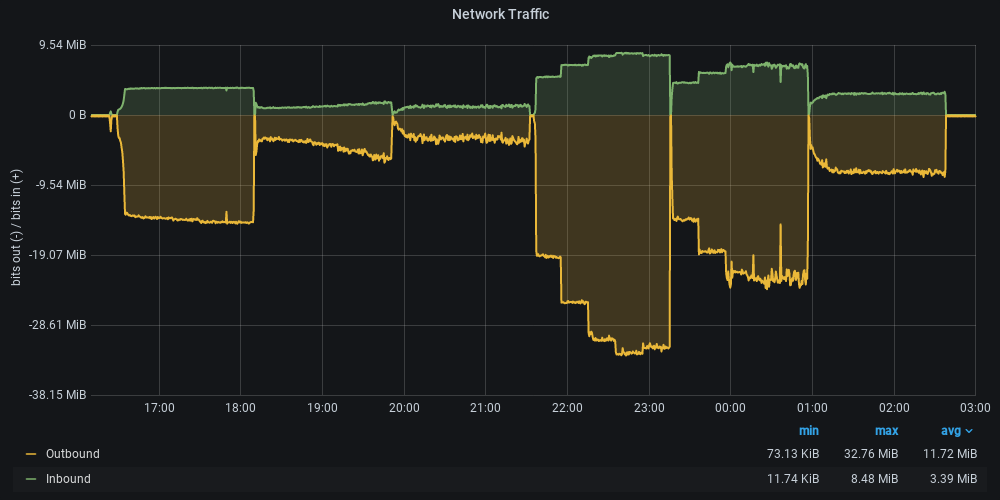 Network Traffic
9.54 MiB
0 B
-9.54 MiB
-19.07 MiB
-28.61 MiB
-38.15 MiB
bits out (-) / bits in (+)
17:00 18:00 19:00 20:00 21:00 22:00 23:00 00:00 01:00 02:00 03:00
min max avg
Outbound 73.13 KiB 32.76 MiB 11.72 MiB
Inbound 11.74 KiB 8.48 MiB 3.39 MiB